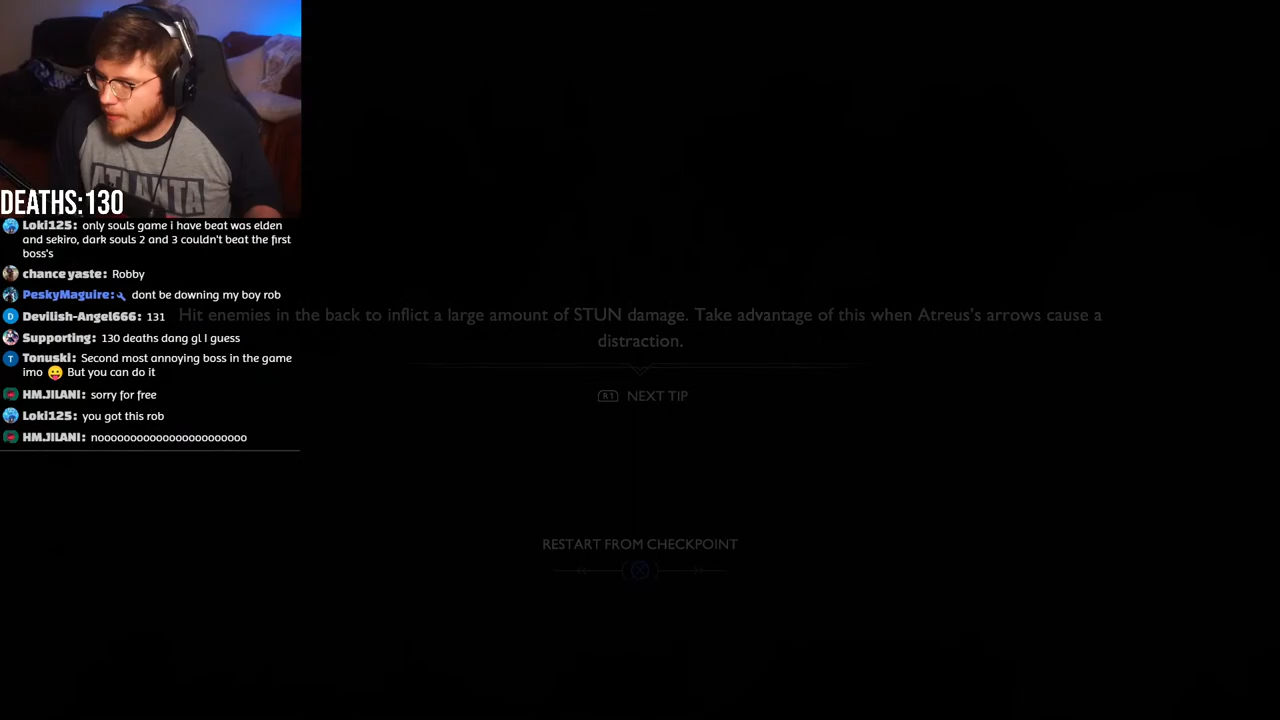 ATLANTA
DEATHS:130
Loki125: only souls game i have beat was elden
and sekiro, dark souls 2 and 3 couldn't beat the first
boss's
chance yaste: Robby
PeskyMaguire: dont be downing my boy rob
Devilish-Angel666: 131
Supporting: 130 deaths dang gl I guess
Tonuski: Second most annoying boss in the game
imo 😛 But you can do it
HM.JILANI: sorry for free
Loki125: you got this rob
HM.JILANI: noooooooooooooooooooooooo
Hit enemies in the back to inflict a large amount of STUN damage. Take advantage of this when Atreus's arrows cause a
distraction.
R1 NEXT TIP
RESTART FROM CHECKPOINT